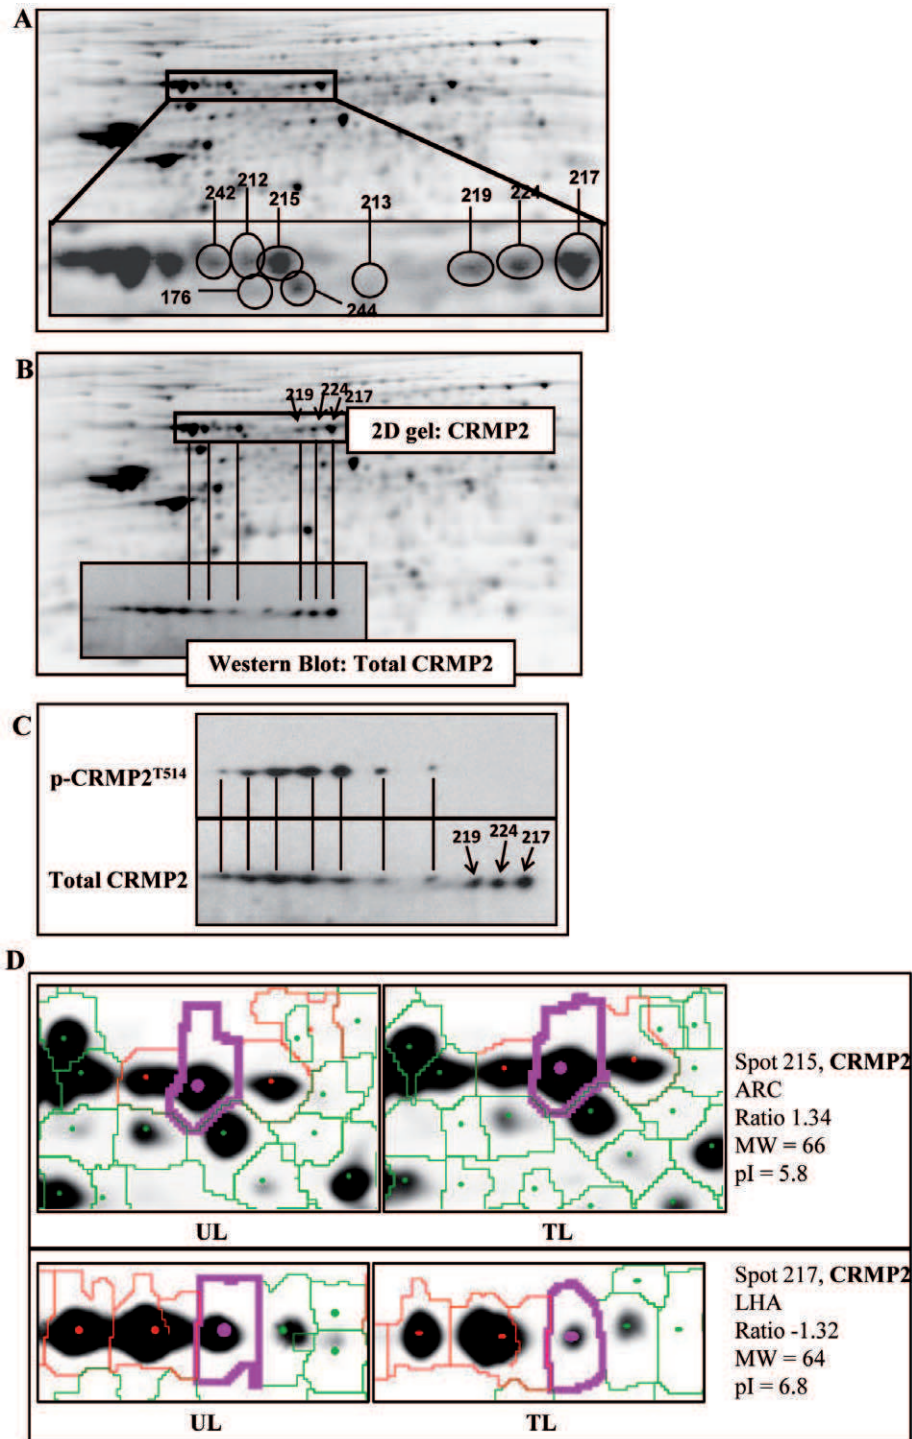 A
242
212
215
213
219
224
217
176
244
B
219
224
217
2D gel: CRMP2
Western Blot: Total CRMP2
C
p-CRMP2T514
219
224
217
Total CRMP2
D
Spot 215, CRMP2
ARC
Ratio 1.34
MW = 66
pI = 5.8
UL
TL
Spot 217, CRMP2
LHA
Ratio -1.32
MW = 64
pI = 6.8
UL
TL